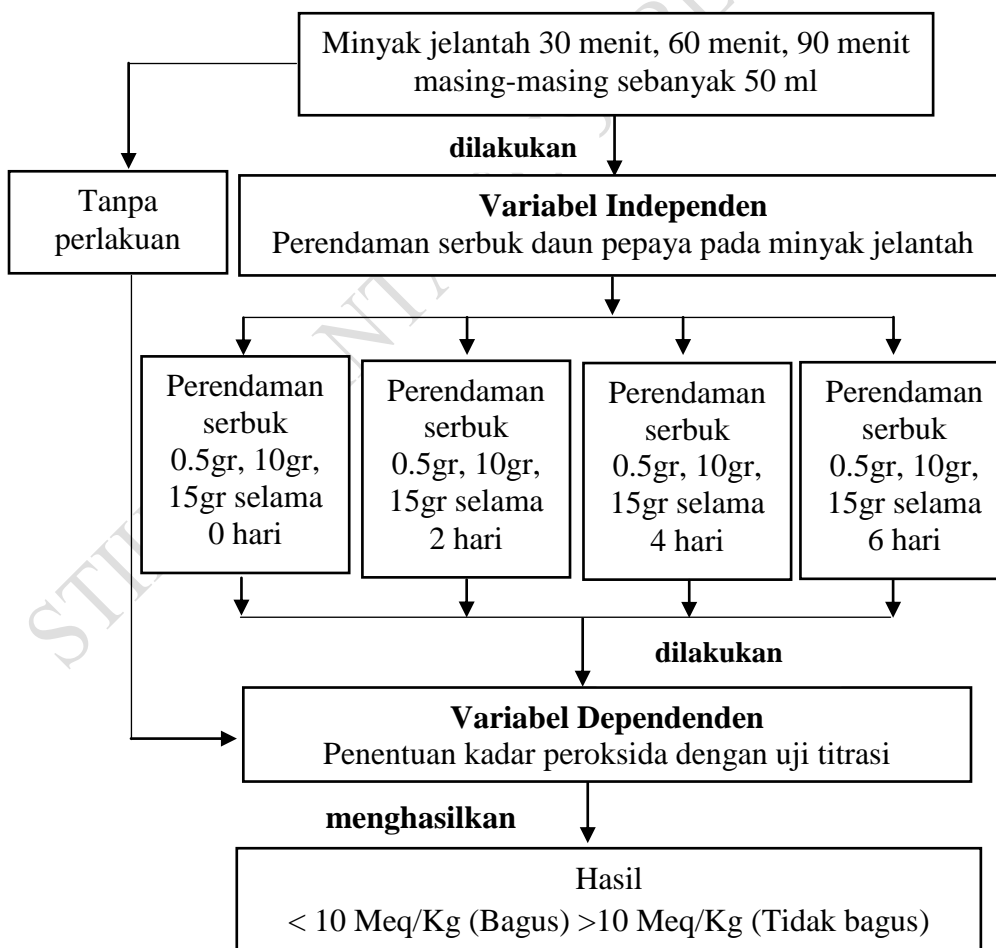 Minyak jelantah 30 menit, 60 menit, 90 menit
masing-masing sebanyak 50 ml
dilakukan
Tanpa
perlakuan
Variabel Independen
Perendaman serbuk daun pepaya pada minyak jelantah
Perendaman
serbuk
0.5gr, 10gr,
15gr selama
0 hari
Perendaman
serbuk
0.5gr, 10gr,
15gr selama
2 hari
Perendaman
serbuk
0.5gr, 10gr,
15gr selama
4 hari
Perendaman
serbuk
0.5gr, 10gr,
15gr selama
6 hari
dilakukan
Variabel Dependenden
Penentuan kadar peroksida dengan uji titrasi
menghasilkan
Hasil
< 10 Meq/Kg (Bagus) >10 Meq/Kg (Tidak bagus)